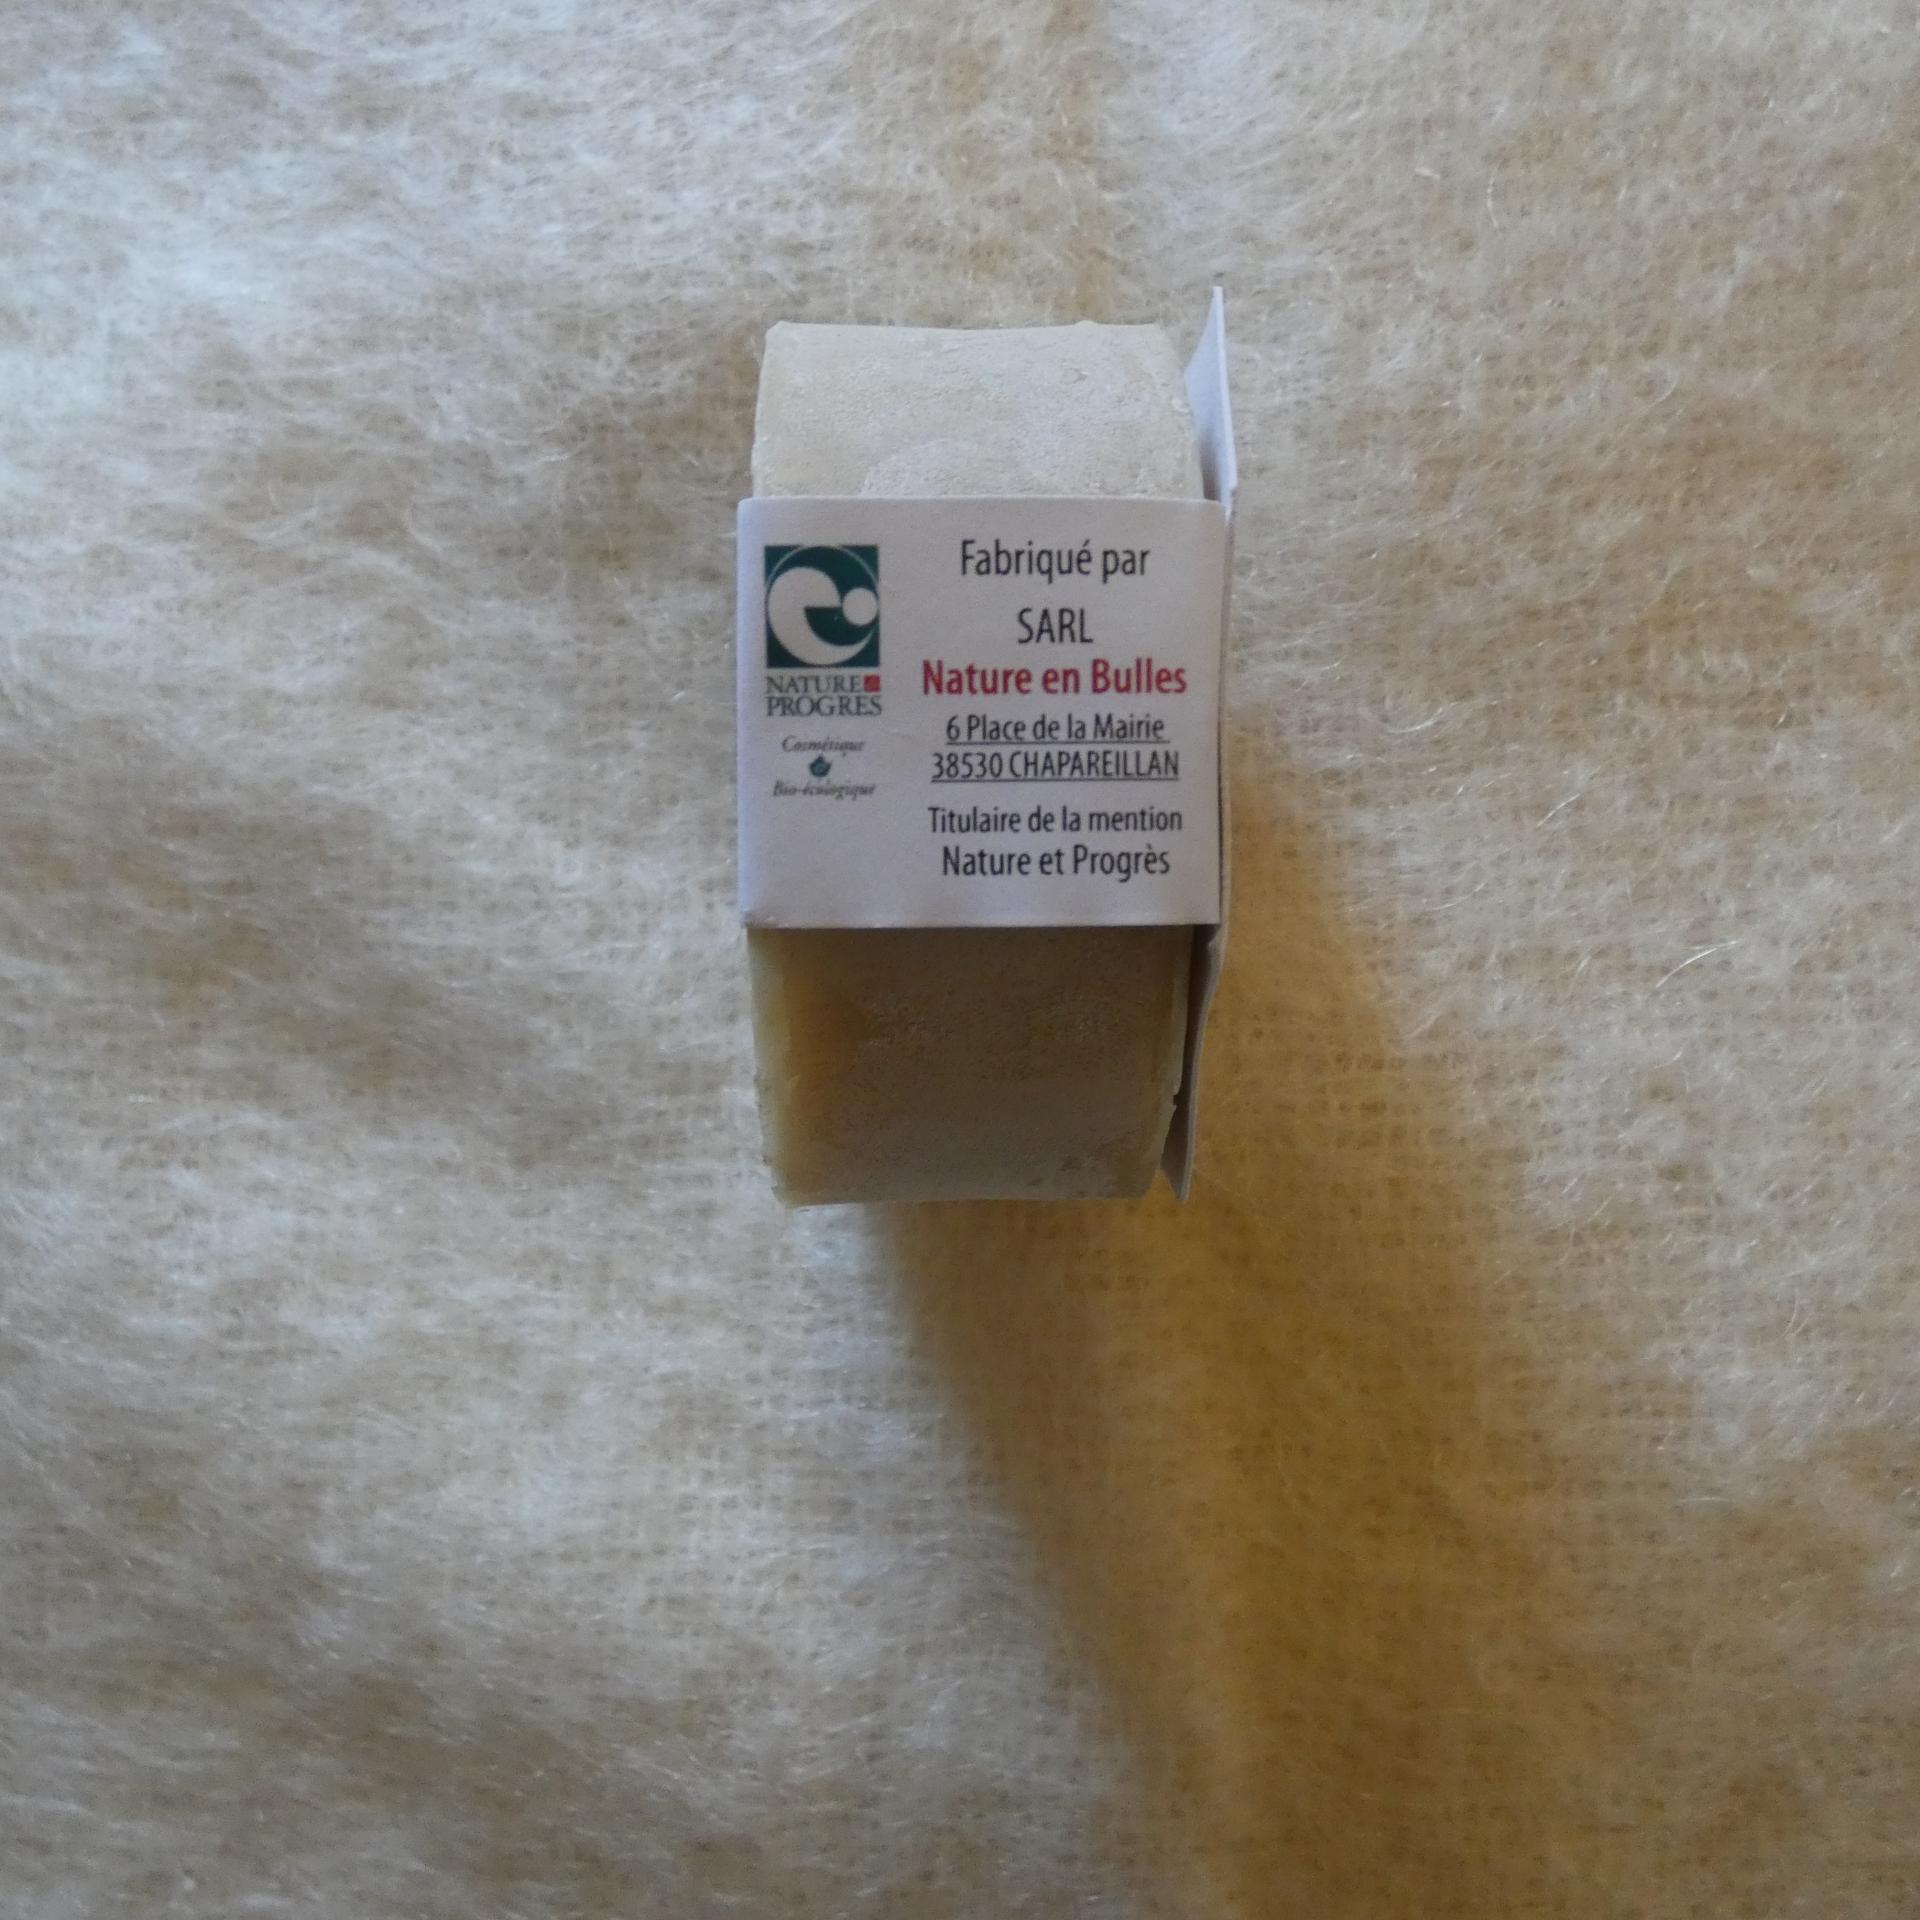 NATURE
PROGRES
Cosmétique
Bio-écologique
Fabriqué par
SARL
Nature en Bulles
6 Place de la Mairie
38530 CHAPAREILLAN
Titulaire de la mention
Nature et Progrès